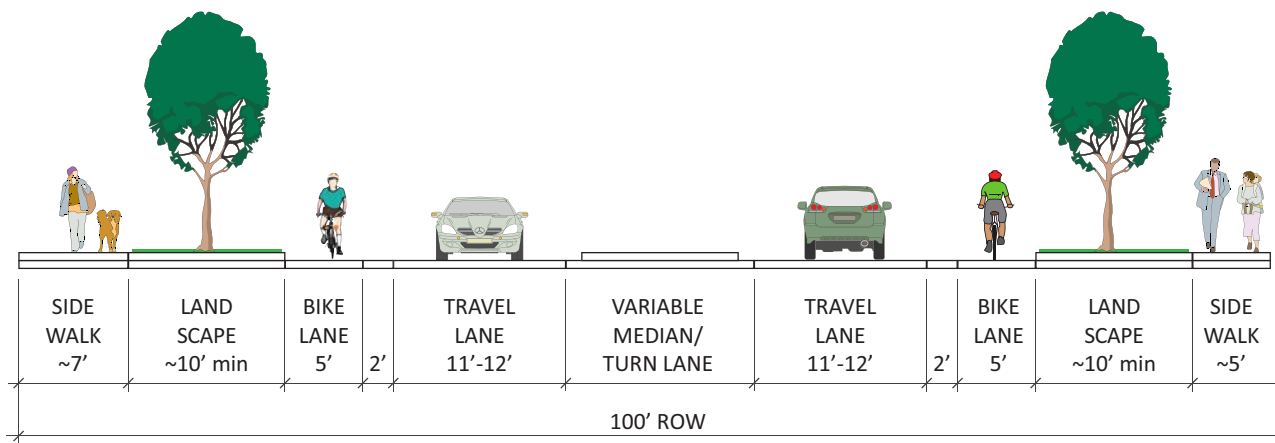 SIDE
WALK
~7’
LAND
SCAPE
~10’ min
BIKE
LANE
5’
2’
TRAVEL
LANE
11’-12’
VARIABLE
MEDIAN/
TURN LANE
TRAVEL
LANE
11’-12’
2’
BIKE
LANE
5’
LAND
SCAPE
~10’ min
SIDE
WALK
~5’
100’ ROW